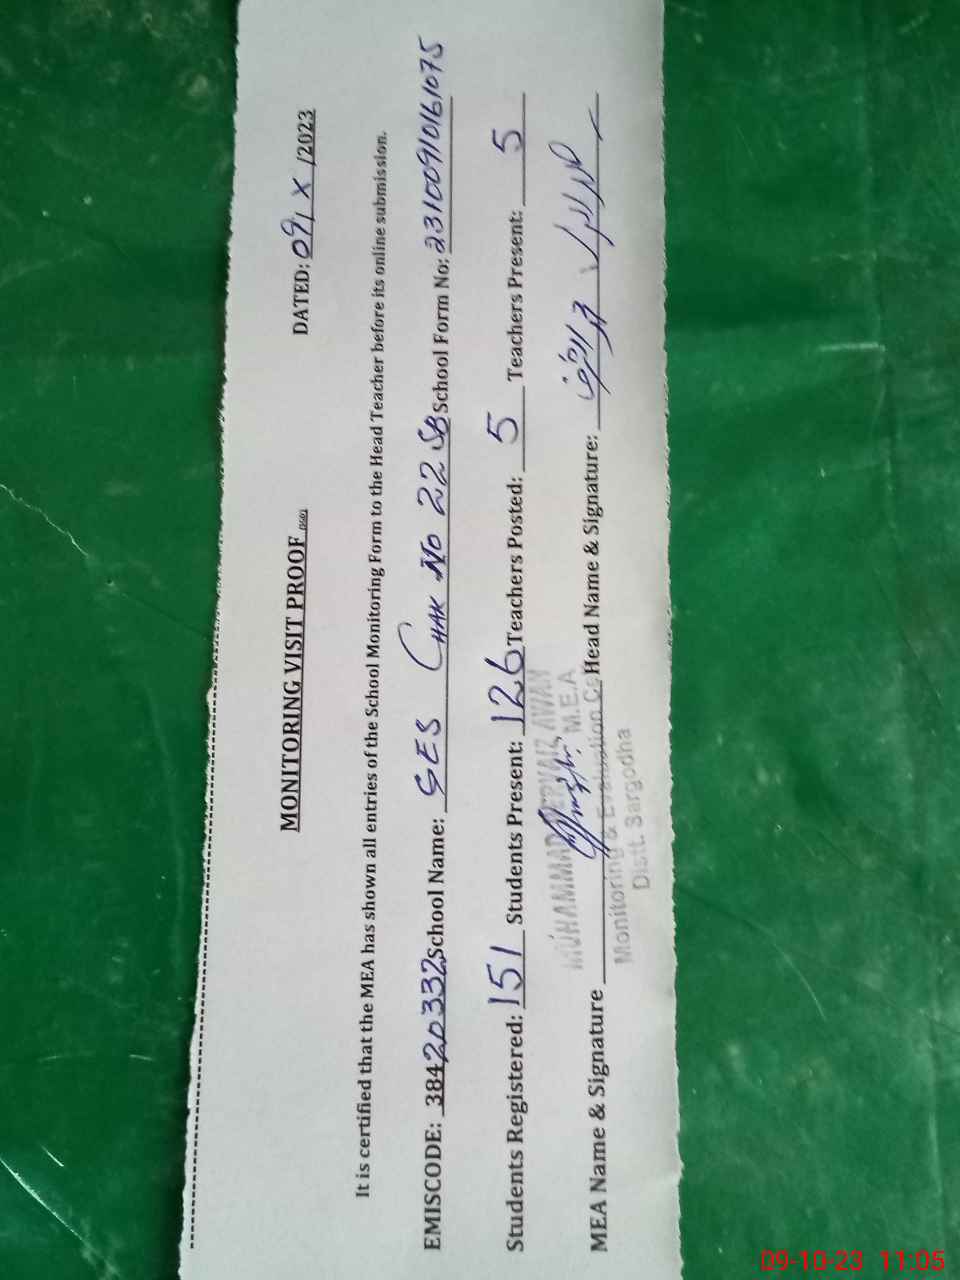 MONITORING VISIT PROOF
DATED: 09/ X /2023
It is certified that the MEA has shown all entries of the School Monitoring Form to the Head Teacher before its online submission.
EMISCODE: 38420332 School Name: GES CHAK No 22 SB School Form No: 23100910161075
Students Registered: 151 Students Present: 126 Teachers Posted: 5 Teachers Present: 5
MUHAMMAD PERVAIZ AWAN
M.E.A
MEA Name & Signature Head Name & Signature:
Monitoring & Evaluation
Distt. Sargodha
09-10-23 11:05